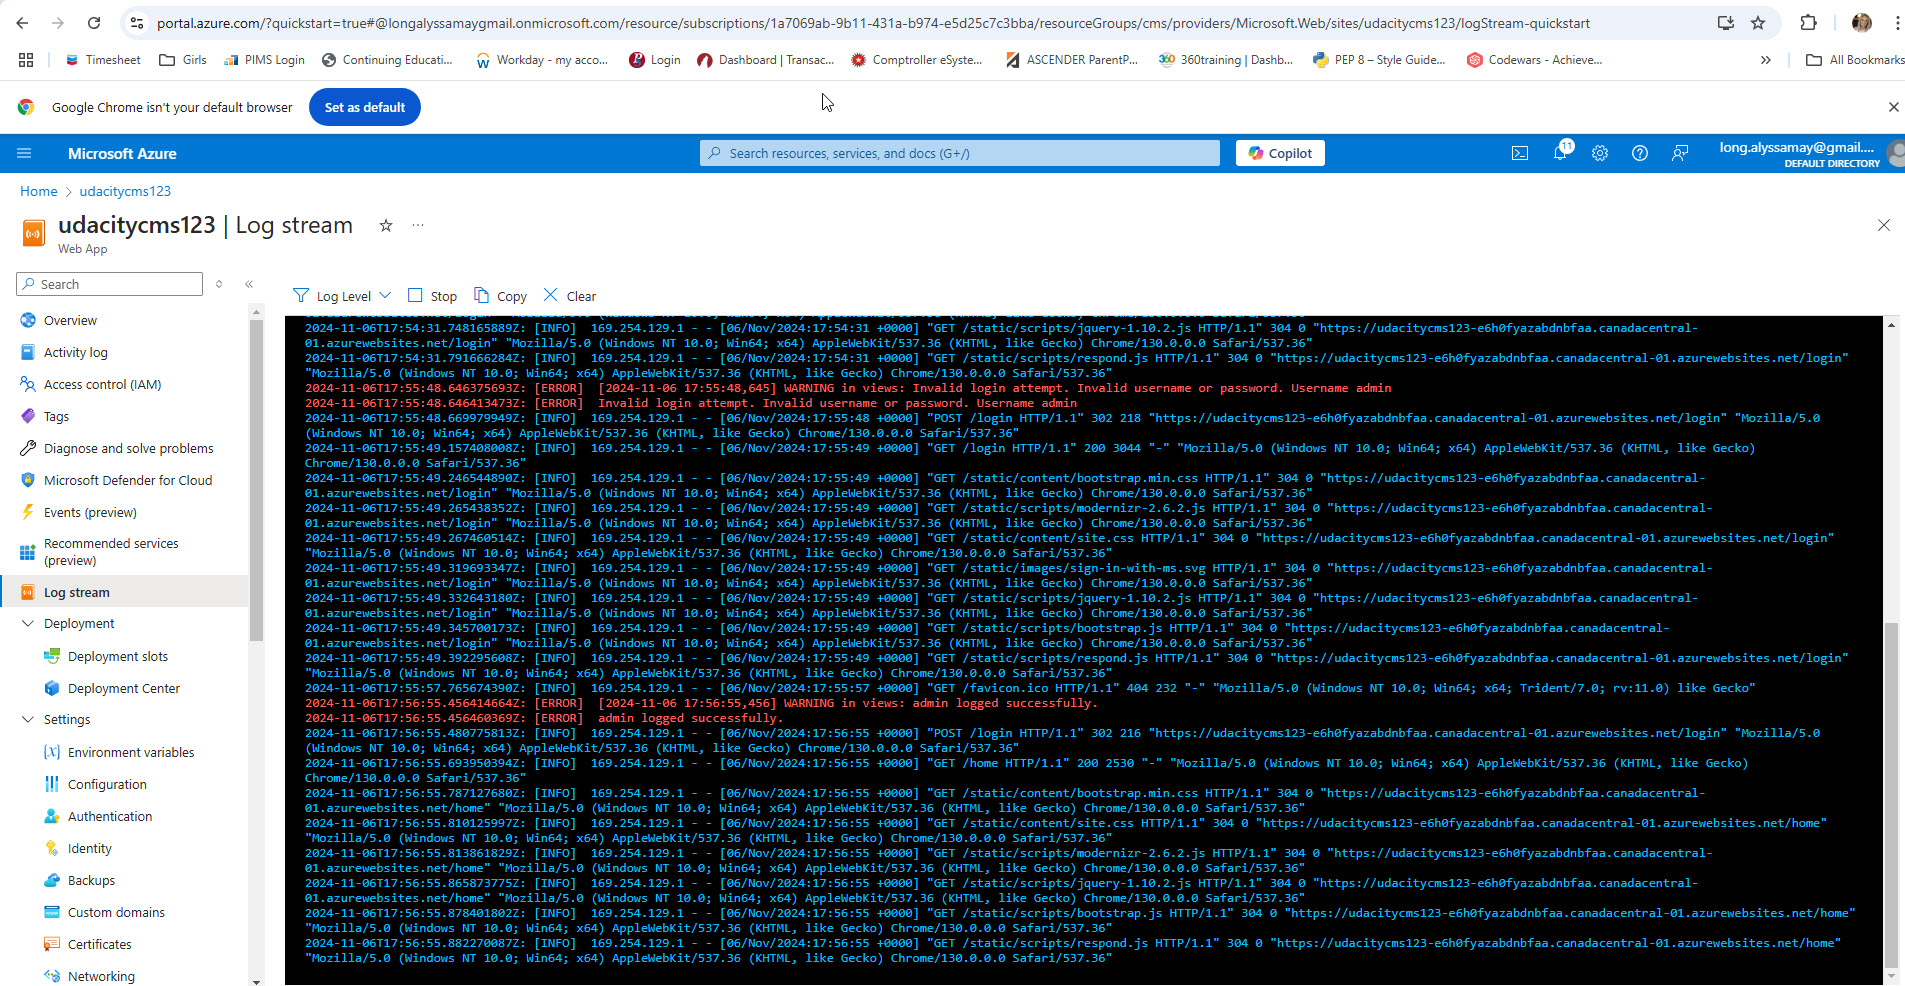 portal.azure.com/?quickstart=true#@longalyssamaygmail.onmicrosoft.com/resource/subscriptions/1a7069ab-9b11-431a-b974-e5d25c7c3bba/resourceGroups/cms/providers/Microsoft.Web/sites/udacitycms123/logStream-quickstart
Timesheet Girls PIMS Login Continuing Educati... Workday - my acco... Login Dashboard | Transac... Comptroller eSyste... ASCENDER ParentP... 360training | Dashb... PEP 8 – Style Guide... Codewars - Achieve... » All Bookmarks
Google Chrome isn't your default browser Set as default
Microsoft Azure Search resources, services, and docs (G+/) Copilot 11 long.alyssamay@gmail....
DEFAULT DIRECTORY
Home > udacitycms123
udacitycms123 | Log stream
Web App
Search
Log Level Stop Copy Clear
Overview
Activity log
Access control (IAM)
Tags
Diagnose and solve problems
Microsoft Defender for Cloud
Events (preview)
Recommended services
(preview)
Log stream
Deployment
Deployment slots
Deployment Center
Settings
Environment variables
Configuration
Authentication
Identity
Backups
Custom domains
Certificates
Networking
2024-11-06T17:54:31.748165889Z: [INFO] 169.254.129.1 - - [06/Nov/2024:17:54:31 +0000] "GET /static/scripts/jquery-1.10.2.js HTTP/1.1" 304 0 "https://udacitycms123-e6h0fyazabdnbfaa.canadacentral-
01.azurewebsites.net/login" "Mozilla/5.0 (Windows NT 10.0; Win64; x64) AppleWebKit/537.36 (KHTML, like Gecko) Chrome/130.0.0.0 Safari/537.36"
2024-11-06T17:54:31.791666284Z: [INFO] 169.254.129.1 - - [06/Nov/2024:17:54:31 +0000] "GET /static/scripts/respond.js HTTP/1.1" 304 0 "https://udacitycms123-e6h0fyazabdnbfaa.canadacentral-01.azurewebsites.net/login"
"Mozilla/5.0 (Windows NT 10.0; Win64; x64) AppleWebKit/537.36 (KHTML, like Gecko) Chrome/130.0.0.0 Safari/537.36"
2024-11-06T17:55:48.646375693Z: [ERROR] [2024-11-06 17:55:48,645] WARNING in views: Invalid login attempt. Invalid username or password. Username admin
2024-11-06T17:55:48.646413473Z: [ERROR] Invalid login attempt. Invalid username or password. Username admin
2024-11-06T17:55:48.669979949Z: [INFO] 169.254.129.1 - - [06/Nov/2024:17:55:48 +0000] "POST /login HTTP/1.1" 302 218 "https://udacitycms123-e6h0fyazabdnbfaa.canadacentral-01.azurewebsites.net/login" "Mozilla/5.0
(Windows NT 10.0; Win64; x64) AppleWebKit/537.36 (KHTML, like Gecko) Chrome/130.0.0.0 Safari/537.36"
2024-11-06T17:55:49.157408008Z: [INFO] 169.254.129.1 - - [06/Nov/2024:17:55:49 +0000] "GET /login HTTP/1.1" 200 3044 "-" "Mozilla/5.0 (Windows NT 10.0; Win64; x64) AppleWebKit/537.36 (KHTML, like Gecko)
Chrome/130.0.0.0 Safari/537.36"
2024-11-06T17:55:49.246544890Z: [INFO] 169.254.129.1 - - [06/Nov/2024:17:55:49 +0000] "GET /static/content/bootstrap.min.css HTTP/1.1" 304 0 "https://udacitycms123-e6h0fyazabdnbfaa.canadacentral-
01.azurewebsites.net/login" "Mozilla/5.0 (Windows NT 10.0; Win64; x64) AppleWebKit/537.36 (KHTML, like Gecko) Chrome/130.0.0.0 Safari/537.36"
2024-11-06T17:55:49.265438352Z: [INFO] 169.254.129.1 - - [06/Nov/2024:17:55:49 +0000] "GET /static/scripts/modernizr-2.6.2.js HTTP/1.1" 304 0 "https://udacitycms123-e6h0fyazabdnbfaa.canadacentral-
01.azurewebsites.net/login" "Mozilla/5.0 (Windows NT 10.0; Win64; x64) AppleWebKit/537.36 (KHTML, like Gecko) Chrome/130.0.0.0 Safari/537.36"
2024-11-06T17:55:49.267460514Z: [INFO] 169.254.129.1 - - [06/Nov/2024:17:55:49 +0000] "GET /static/content/site.css HTTP/1.1" 304 0 "https://udacitycms123-e6h0fyazabdnbfaa.canadacentral-01.azurewebsites.net/login"
"Mozilla/5.0 (Windows NT 10.0; Win64; x64) AppleWebKit/537.36 (KHTML, like Gecko) Chrome/130.0.0.0 Safari/537.36"
2024-11-06T17:55:49.319693347Z: [INFO] 169.254.129.1 - - [06/Nov/2024:17:55:49 +0000] "GET /static/images/sign-in-with-ms.svg HTTP/1.1" 304 0 "https://udacitycms123-e6h0fyazabdnbfaa.canadacentral-
01.azurewebsites.net/login" "Mozilla/5.0 (Windows NT 10.0; Win64; x64) AppleWebKit/537.36 (KHTML, like Gecko) Chrome/130.0.0.0 Safari/537.36"
2024-11-06T17:55:49.332643180Z: [INFO] 169.254.129.1 - - [06/Nov/2024:17:55:49 +0000] "GET /static/scripts/jquery-1.10.2.js HTTP/1.1" 304 0 "https://udacitycms123-e6h0fyazabdnbfaa.canadacentral-
01.azurewebsites.net/login" "Mozilla/5.0 (Windows NT 10.0; Win64; x64) AppleWebKit/537.36 (KHTML, like Gecko) Chrome/130.0.0.0 Safari/537.36"
2024-11-06T17:55:49.345700173Z: [INFO] 169.254.129.1 - - [06/Nov/2024:17:55:49 +0000] "GET /static/scripts/bootstrap.js HTTP/1.1" 304 0 "https://udacitycms123-e6h0fyazabdnbfaa.canadacentral-
01.azurewebsites.net/login" "Mozilla/5.0 (Windows NT 10.0; Win64; x64) AppleWebKit/537.36 (KHTML, like Gecko) Chrome/130.0.0.0 Safari/537.36"
2024-11-06T17:55:49.392295608Z: [INFO] 169.254.129.1 - - [06/Nov/2024:17:55:49 +0000] "GET /static/scripts/respond.js HTTP/1.1" 304 0 "https://udacitycms123-e6h0fyazabdnbfaa.canadacentral-01.azurewebsites.net/login"
"Mozilla/5.0 (Windows NT 10.0; Win64; x64) AppleWebKit/537.36 (KHTML, like Gecko) Chrome/130.0.0.0 Safari/537.36"
2024-11-06T17:55:57.765674390Z: [INFO] 169.254.129.1 - - [06/Nov/2024:17:55:57 +0000] "GET /favicon.ico HTTP/1.1" 404 232 "-" "Mozilla/5.0 (Windows NT 10.0; Win64; x64; Trident/7.0; rv:11.0) like Gecko"
2024-11-06T17:56:55.456414664Z: [ERROR] [2024-11-06 17:56:55,456] WARNING in views: admin logged successfully.
2024-11-06T17:56:55.456460369Z: [ERROR] admin logged successfully.
2024-11-06T17:56:55.480775813Z: [INFO] 169.254.129.1 - - [06/Nov/2024:17:56:55 +0000] "POST /login HTTP/1.1" 302 216 "https://udacitycms123-e6h0fyazabdnbfaa.canadacentral-01.azurewebsites.net/login" "Mozilla/5.0
(Windows NT 10.0; Win64; x64) AppleWebKit/537.36 (KHTML, like Gecko) Chrome/130.0.0.0 Safari/537.36"
2024-11-06T17:56:55.693950394Z: [INFO] 169.254.129.1 - - [06/Nov/2024:17:56:55 +0000] "GET /home HTTP/1.1" 200 2530 "-" "Mozilla/5.0 (Windows NT 10.0; Win64; x64) AppleWebKit/537.36 (KHTML, like Gecko)
Chrome/130.0.0.0 Safari/537.36"
2024-11-06T17:56:55.787127680Z: [INFO] 169.254.129.1 - - [06/Nov/2024:17:56:55 +0000] "GET /static/content/bootstrap.min.css HTTP/1.1" 304 0 "https://udacitycms123-e6h0fyazabdnbfaa.canadacentral-
01.azurewebsites.net/home" "Mozilla/5.0 (Windows NT 10.0; Win64; x64) AppleWebKit/537.36 (KHTML, like Gecko) Chrome/130.0.0.0 Safari/537.36"
2024-11-06T17:56:55.810125997Z: [INFO] 169.254.129.1 - - [06/Nov/2024:17:56:55 +0000] "GET /static/content/site.css HTTP/1.1" 304 0 "https://udacitycms123-e6h0fyazabdnbfaa.canadacentral-01.azurewebsites.net/home"
"Mozilla/5.0 (Windows NT 10.0; Win64; x64) AppleWebKit/537.36 (KHTML, like Gecko) Chrome/130.0.0.0 Safari/537.36"
2024-11-06T17:56:55.813861829Z: [INFO] 169.254.129.1 - - [06/Nov/2024:17:56:55 +0000] "GET /static/scripts/modernizr-2.6.2.js HTTP/1.1" 304 0 "https://udacitycms123-e6h0fyazabdnbfaa.canadacentral-
01.azurewebsites.net/home" "Mozilla/5.0 (Windows NT 10.0; Win64; x64) AppleWebKit/537.36 (KHTML, like Gecko) Chrome/130.0.0.0 Safari/537.36"
2024-11-06T17:56:55.865873775Z: [INFO] 169.254.129.1 - - [06/Nov/2024:17:56:55 +0000] "GET /static/scripts/jquery-1.10.2.js HTTP/1.1" 304 0 "https://udacitycms123-e6h0fyazabdnbfaa.canadacentral-
01.azurewebsites.net/home" "Mozilla/5.0 (Windows NT 10.0; Win64; x64) AppleWebKit/537.36 (KHTML, like Gecko) Chrome/130.0.0.0 Safari/537.36"
2024-11-06T17:56:55.878401802Z: [INFO] 169.254.129.1 - - [06/Nov/2024:17:56:55 +0000] "GET /static/scripts/bootstrap.js HTTP/1.1" 304 0 "https://udacitycms123-e6h0fyazabdnbfaa.canadacentral-01.azurewebsites.net/home"
"Mozilla/5.0 (Windows NT 10.0; Win64; x64) AppleWebKit/537.36 (KHTML, like Gecko) Chrome/130.0.0.0 Safari/537.36"
2024-11-06T17:56:55.882270087Z: [INFO] 169.254.129.1 - - [06/Nov/2024:17:56:55 +0000] "GET /static/scripts/respond.js HTTP/1.1" 304 0 "https://udacitycms123-e6h0fyazabdnbfaa.canadacentral-01.azurewebsites.net/home"
"Mozilla/5.0 (Windows NT 10.0; Win64; x64) AppleWebKit/537.36 (KHTML, like Gecko) Chrome/130.0.0.0 Safari/537.36"